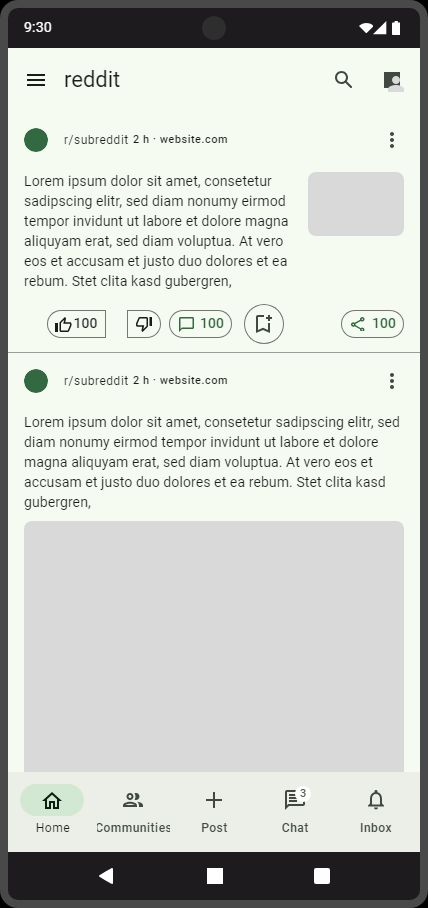 9:30
reddit
r/subreddit 2 h · website.com
Lorem ipsum dolor sit amet, consetetur
sadipscing elitr, sed diam nonumy eirmod
tempor invidunt ut labore et dolore magna
aliquyam erat, sed diam voluptua. At vero
eos et accusam et justo duo dolores et ea
rebum. Stet clita kasd gubergren,
100 100 100
r/subreddit 2 h · website.com
Lorem ipsum dolor sit amet, consetetur sadipscing elitr, sed
diam nonumy eirmod tempor invidunt ut labore et dolore
magna aliquyam erat, sed diam voluptua. At vero eos et
accusam et justo duo dolores et ea rebum. Stet clita kasd
gubergren,
3
Home Communities Post Chat Inbox